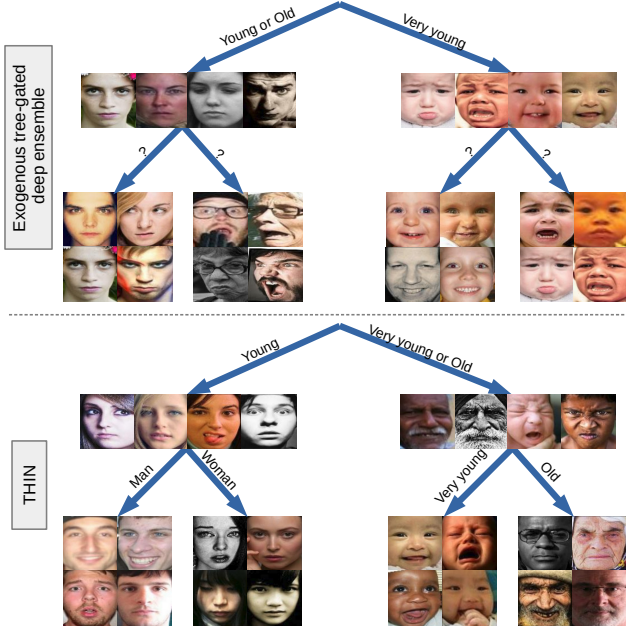 Young or Old
Very young
Exogenous tree-gated
deep ensemble
?
?
?
?
Young
Very young or Old
THIN
Man
Woman
Very young
Old